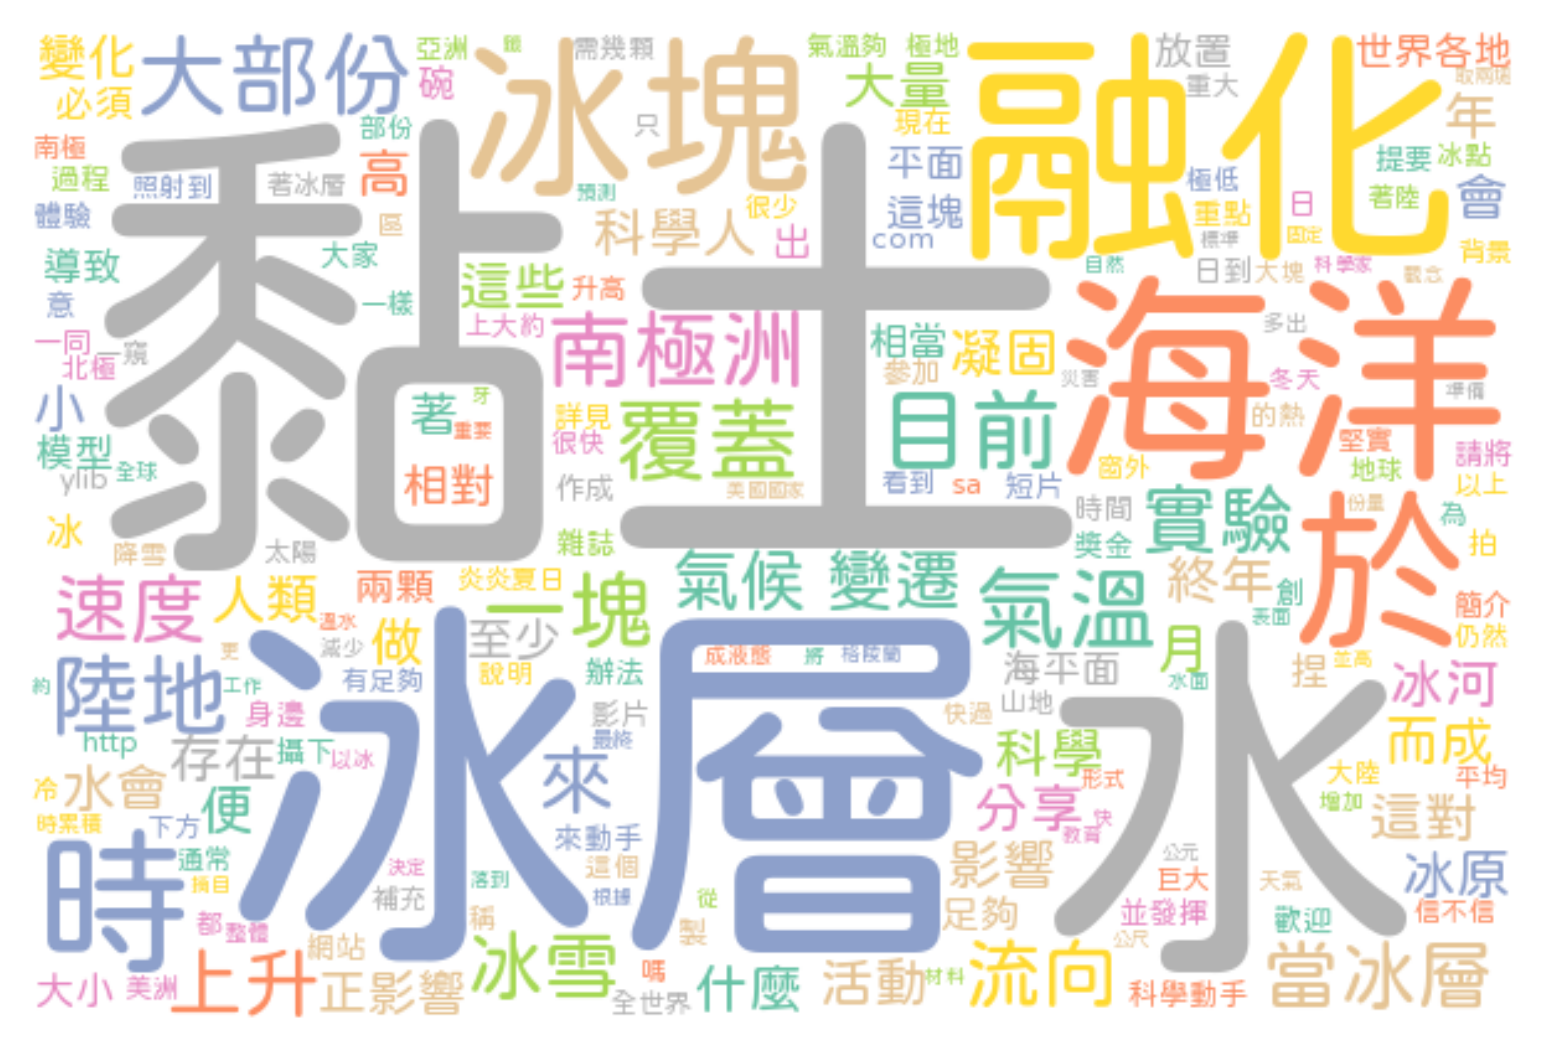 變化
必須
大部份
亞洲
碗
冰塊
需幾顆
只
氣溫夠
極地
大量
現在
融化
放置
重大
世界各地
取兩塊
年
南極
過程
體驗
照射到
部份
著冰層
高
區
黏土
預測
科學人
很少
出
平面
這塊
com
極低
重點
標準
日
固定
提要
冰點
著陸
會
背景
導致
意
大家
一樣
這些
升高
上大約
自然
日到
大塊
科學家
觀念
一同
一窺
北極
南極洲
相當
參加
凝固
海洋
多出
災害
冬天
準備
小
模型
ylib
全球
著
牙
重要
相對
詳見
很快
作成
覆蓋
美國國家
目前
看到
sa
短片
窗外
的熱
堅實
地球
請將
以上
冰
降雪
太陽
雜誌
時間
獎金
實驗
份量
於
為
拍
速度
人類
兩顆
炎炎夏日
一塊
氣候
變遷
氣溫
終年
創
表面
簡介
仍然
溫水
減少
做
至少
更
陸地
約
工作
有足夠
說明
辦法
冰層
成液態
將
格陵蘭
海平面
月
水面
捏
並高
冰河
山地
水
身邊
http
存在
攝下
以冰
影片
最終
快過
科學
而成
冷
水會
時累積
下方
便
來
來動手
形式
分享
快
教育
大陸
平均
增加
這對
時
通常
摘目
決定
補充
落到
這個
根據
從
影響
公元
巨大
天氣
冰原
都
整體
網站
稱
製
足夠
並發揮
公尺
歡迎
信不信
大小
美洲
上升
正影響
冰雪
嗎
全世界
什麼
活動
材料
流向
科學動手
當冰層